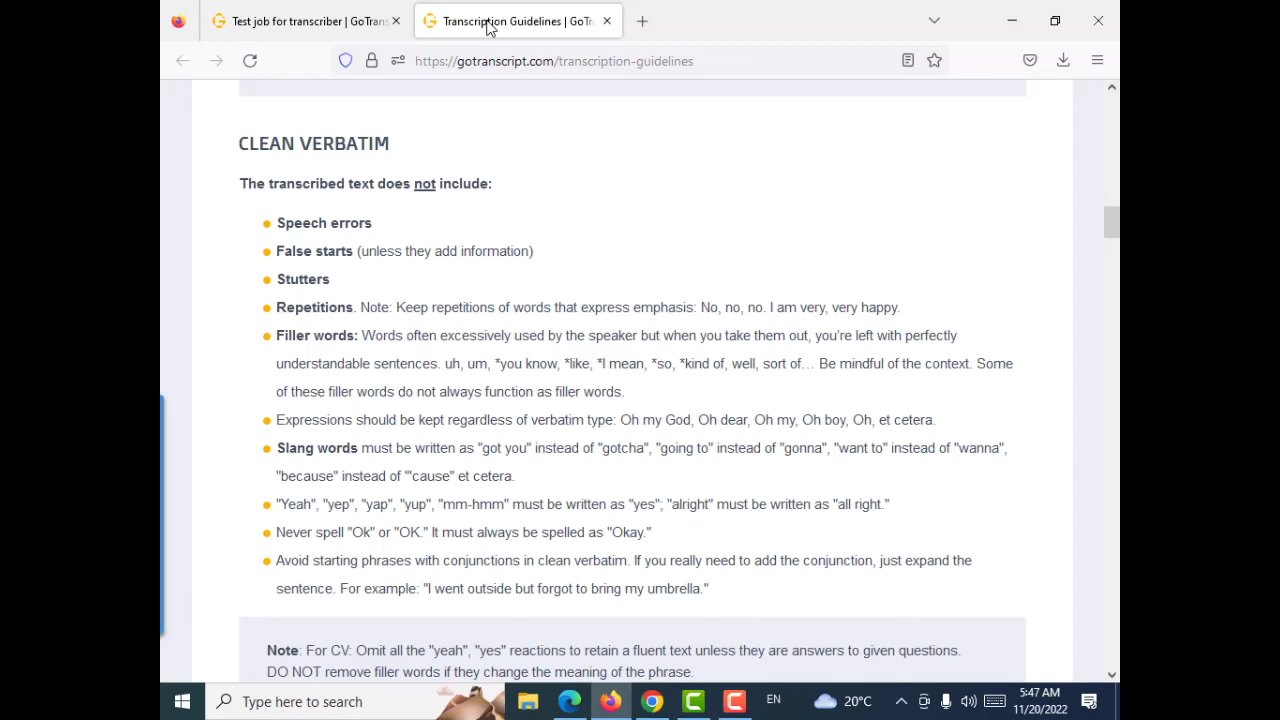 Test job for transcriber | GoTrans
Transcription Guidelines | GoT
https://gotranscript.com/transcription-guidelines
CLEAN VERBATIM
The transcribed text does not include:
Speech errors
False starts (unless they add information)
Stutters
Repetitions. Note: Keep repetitions of words that express emphasis: No, no, no. I am very, very happy.
Filler words: Words often excessively used by the speaker but when you take them out, you’re left with perfectly
understandable sentences. uh, um, *you know, *like, *I mean, *so, *kind of, well, sort of… Be mindful of the context. Some
of these filler words do not always function as filler words.
Expressions should be kept regardless of verbatim type: Oh my God, Oh dear, Oh my, Oh boy, Oh, et cetera.
Slang words must be written as "got you" instead of "gotcha", "going to" instead of "gonna", "want to" instead of "wanna",
"because" instead of "'cause" et cetera.
"Yeah", "yep", "yap", "yup", "mm-hmm" must be written as "yes"; "alright" must be written as "all right."
Never spell "Ok" or "OK." It must always be spelled as "Okay."
Avoid starting phrases with conjunctions in clean verbatim. If you really need to add the conjunction, just expand the
sentence. For example: "I went outside but forgot to bring my umbrella."
Note: For CV: Omit all the "yeah", "yes" reactions to retain a fluent text unless they are answers to given questions.
DO NOT remove filler words if they change the meaning of the phrase.
Type here to search
20°C
EN
5:47 AM
11/20/2022